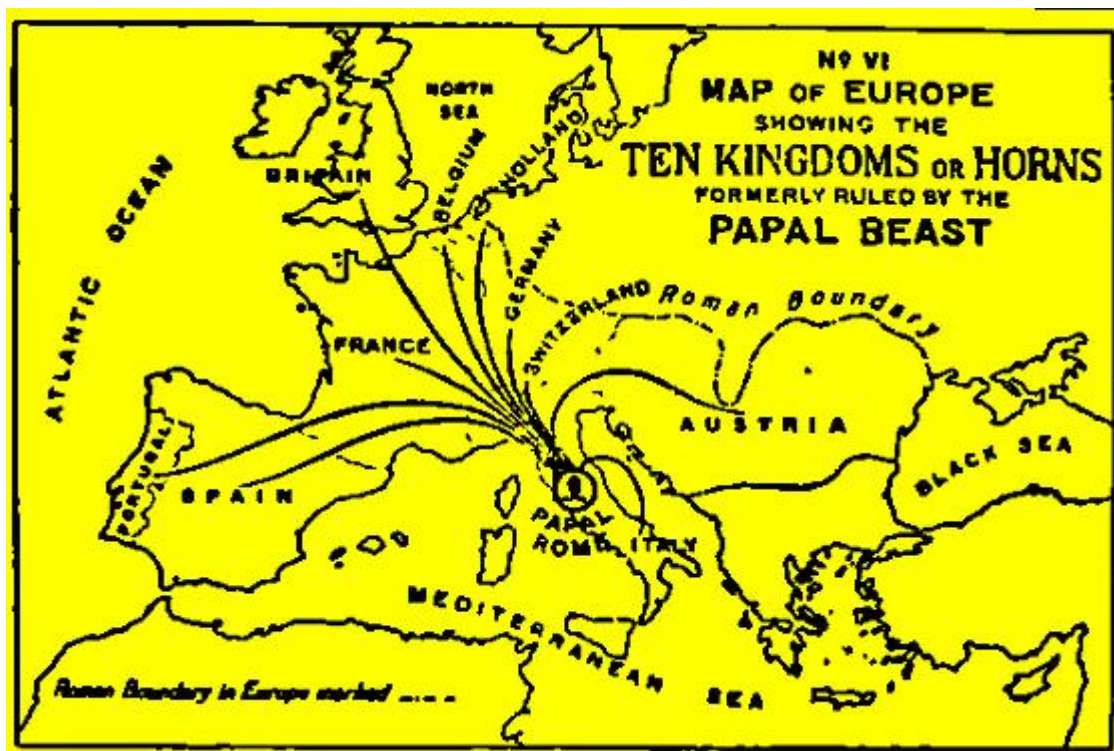 Nº VI
MAP OF EUROPE
SHOWING THE
TEN KINGDOMS OR HORNS
FORMERLY RULED BY THE
PAPAL BEAST
NORTH
SEA
BRITAIN
BELGIUM
HOLLAND
GERMANY
SWITZERLAND
Roman Boundary
ATLANTIC OCEAN
FRANCE
AUSTRIA
BLACK SEA
PORTUGAL
SPAIN
PAPAL
ROME
ITALY
MEDITERRANEAN SEA
Roman Boundary in Europe marked